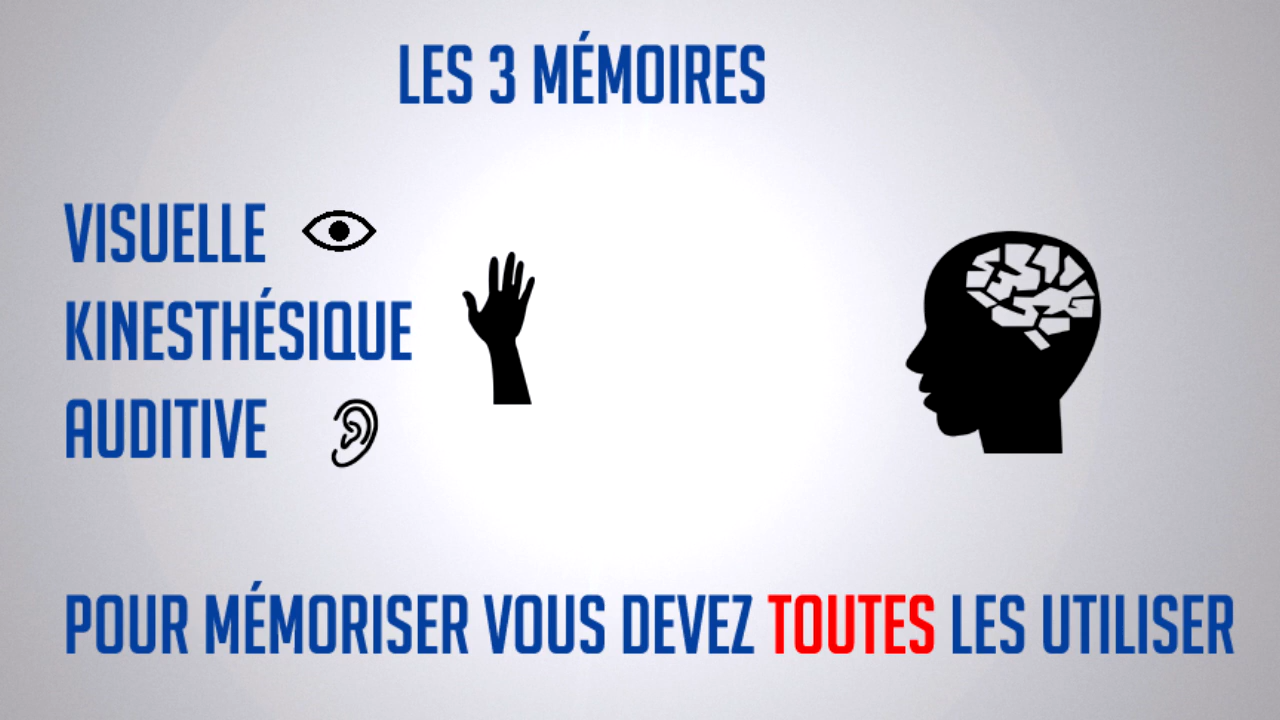 LES 3 MÉMOIRES
VISUELLE
KINESTHÉSIQUE
AUDITIVE
POUR MÉMORISER VOUS DEVEZ TOUTES LES UTILISER